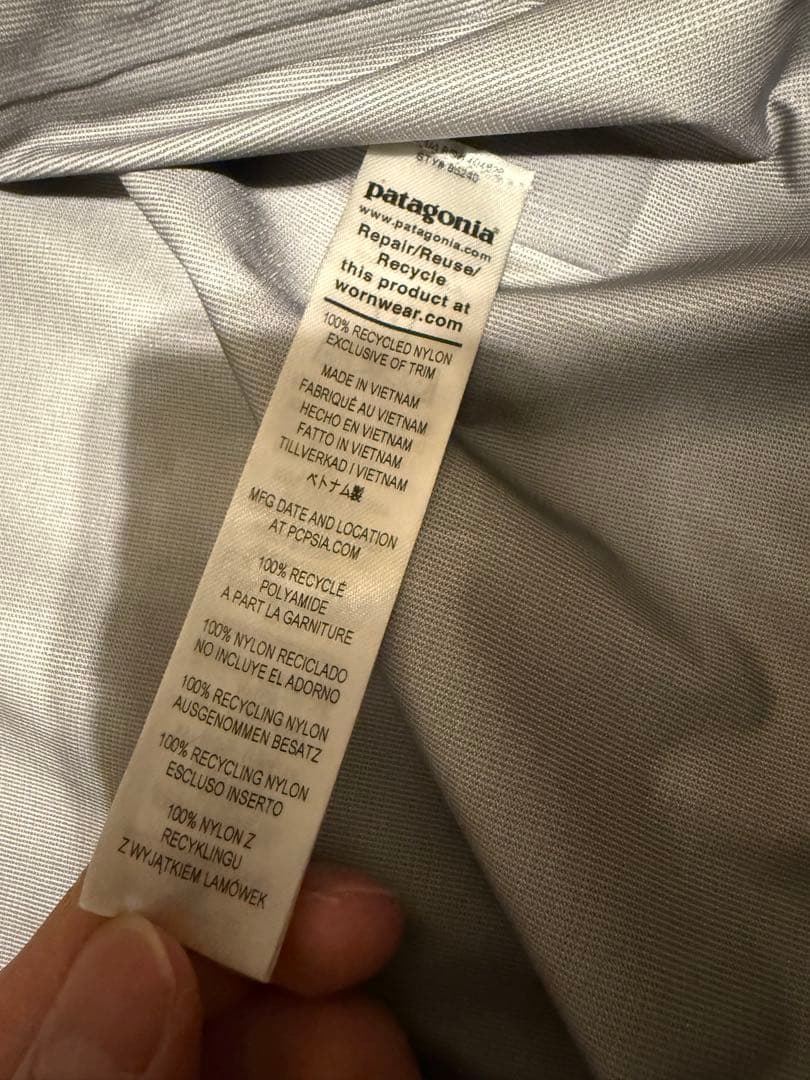 patagonia®
www.patagonia.com
Repair/Reuse/
Recycle
this product at
wornwear.com
100% RECYCLED NYLON
EXCLUSIVE OF TRIM
MADE IN VIETNAM
FABRIQUÉ AU VIETNAM
HECHO EN VIETNAM
FATTO IN VIETNAM
TILLVERKAD I VIETNAM
ベトナム製
MFG DATE AND LOCATION
AT PCPSIA.COM
100% RECYCLÉ
POLYAMIDE
A PART LA GARNITURE
100% NYLON RECICLADO
NO INCLUYE EL ADORNO
100% RECYCLING NYLON
AUSGENOMMEN BESATZ
100% RECYCLING NYLON
ESCLUSO INSERTO
100% NYLON Z
RECYKLINGU
Z WYJĄTKIEM LAMÓWEK